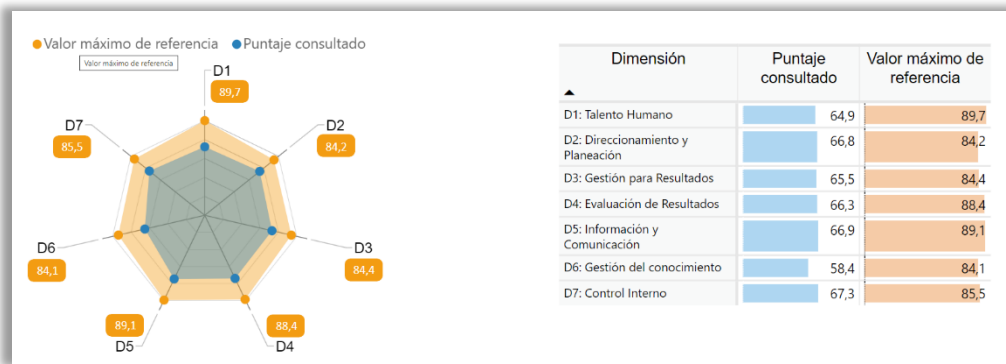 Valor máximo de referencia Puntaje consultado
Valor máximo de referencia
D1
89,7
D7
85,5
D2
84,2
D6
84,1
D3
84,4
D5
89,1
D4
88,4
Dimensión Puntaje consultado Valor máximo de referencia
D1: Talento Humano 64,9 89,7
D2: Direccionamiento y
Planeación 66,8 84,2
D3: Gestión para Resultados 65,5 84,4
D4: Evaluación de Resultados 66,3 88,4
D5: Información y
Comunicación 66,9 89,1
D6: Gestión del conocimiento 58,4 84,1
D7: Control Interno 67,3 85,5